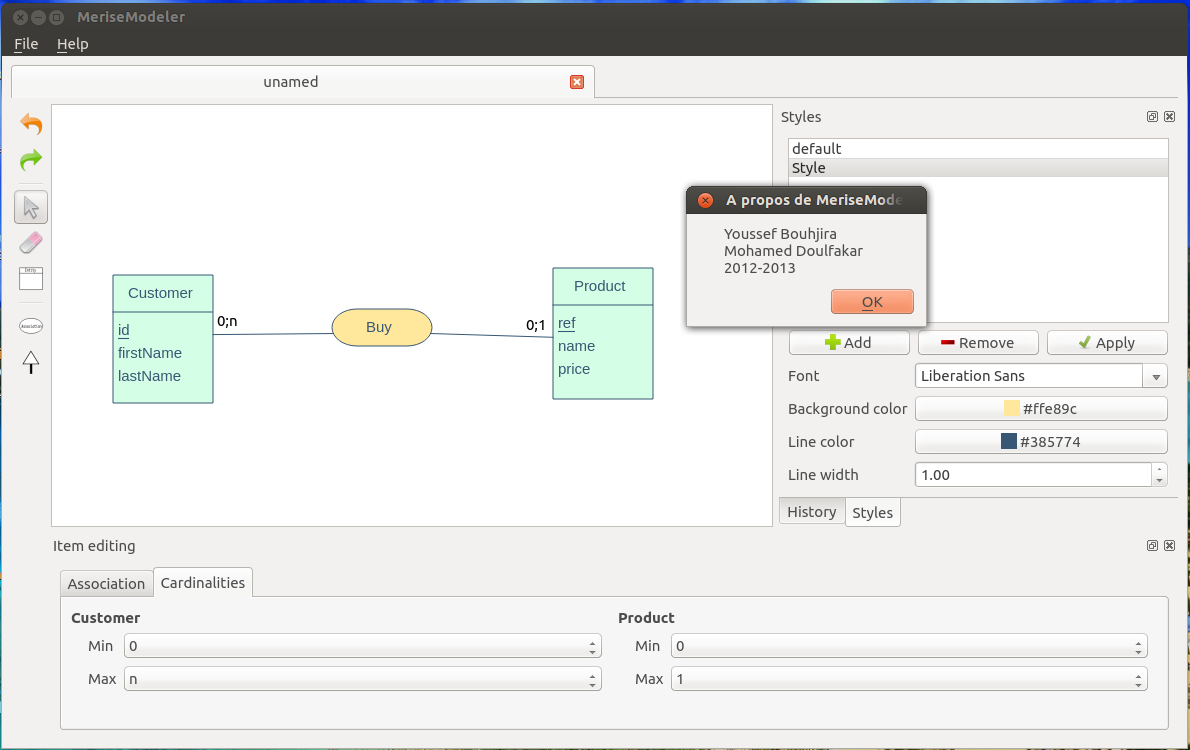 MeriseModeler
File Help
unamed
Styles
default
Style
A propos de MeriseMode
Youssef Bouhjira
Mohamed Doulfakar
2012-2013
OK
Customer
id
firstName
lastName
0;n
Buy
0;1
Product
ref
name
price
Association
Add Remove Apply
Font Liberation Sans
Background color #ffe89c
Line color #385774
Line width 1.00
History Styles
Item editing
Association Cardinalities
Customer Product
Min 0 Min 0
Max n Max 1